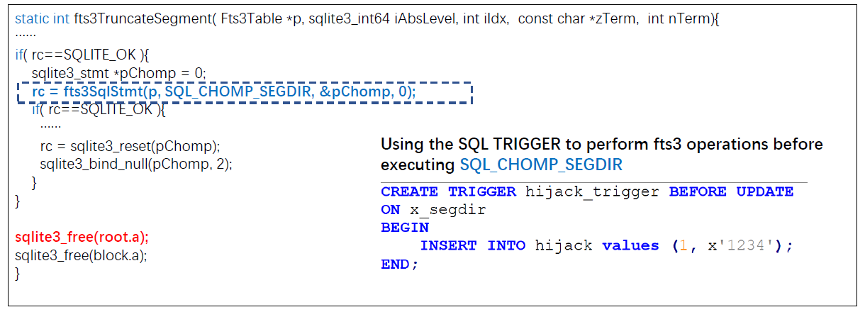 static int fts3TruncateSegment( Fts3Table *p, sqlite3_int64 iAbsLevel, int iIdx,  const char *zTerm,  int nTerm){
......
if( rc==SQLITE_OK ){
sqlite3_stmt *pChomp = 0;
rc = fts3SqlStmt(p, SQL_CHOMP_SEGDIR, &pChomp, 0);
if( rc==SQLITE_OK ){
......
rc = sqlite3_reset(pChomp);
sqlite3_bind_null(pChomp, 2);
}
}
sqlite3_free(root.a);
sqlite3_free(block.a);
}
Using the SQL TRIGGER to perform fts3 operations before
executing SQL_CHOMP_SEGDIR
CREATE TRIGGER hijack_trigger BEFORE UPDATE
ON x_segdir
BEGIN
INSERT INTO hijack values (1, x'1234');
END;